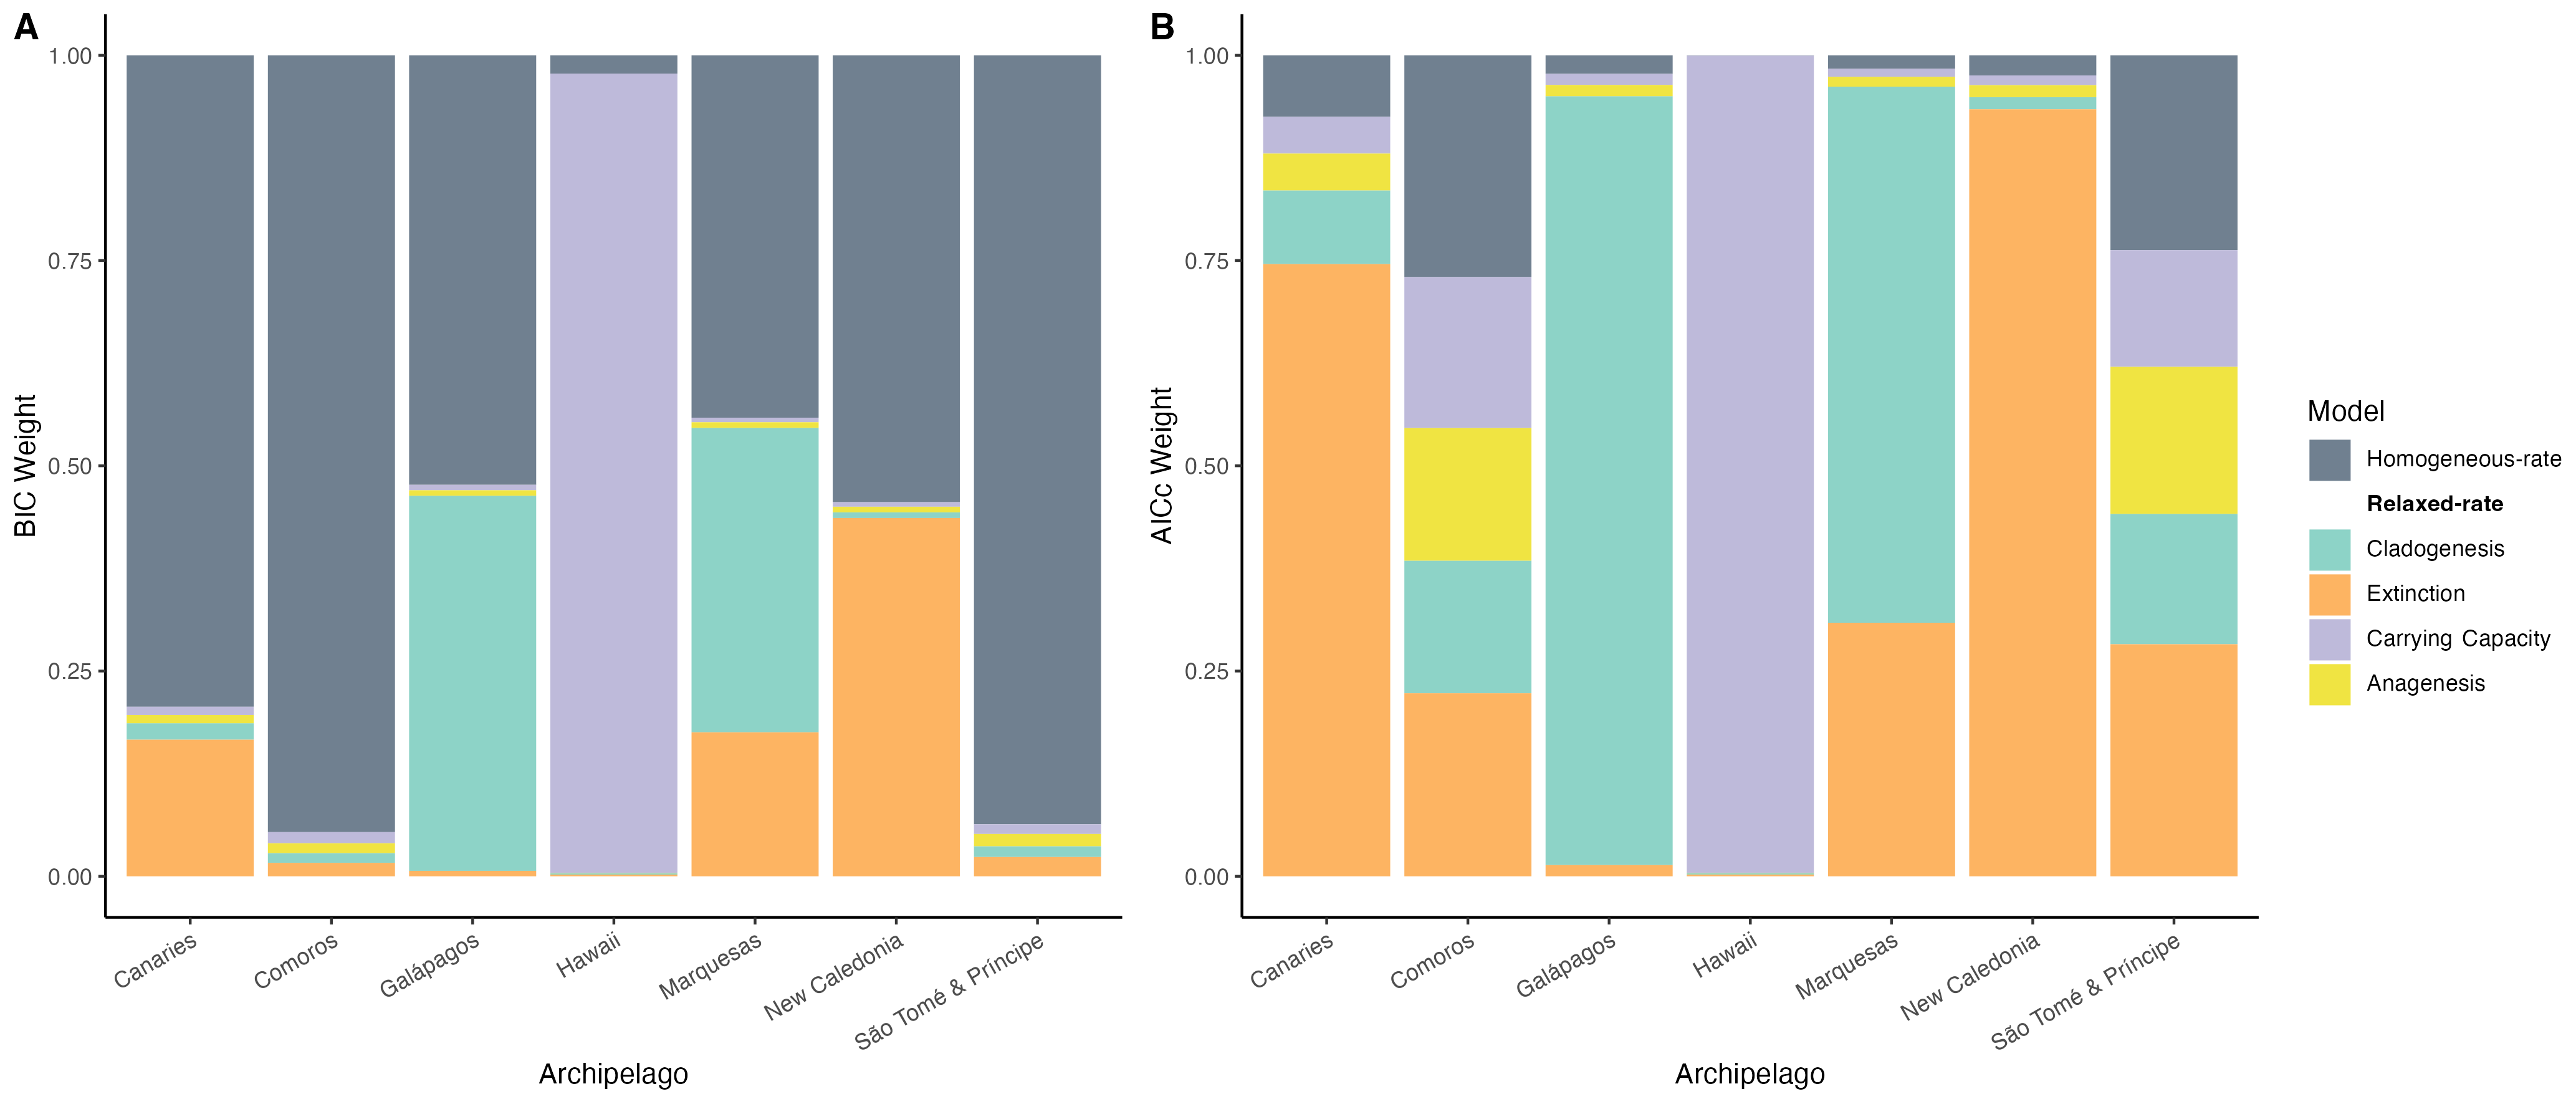 A
BIC Weight
1.00
0.75
0.50
0.25
0.00
Canaries
Comoros
Galápagos
Hawaii
Marquesas
New Caledonia
São Tomé & Príncipe
Archipelago
B
AICc Weight
1.00
0.75
0.50
0.25
0.00
Canaries
Comoros
Galápagos
Hawaii
Marquesas
New Caledonia
São Tomé & Príncipe
Archipelago
Model
Homogeneous-rate
Relaxed-rate
Cladogenesis
Extinction
Carrying Capacity
Anagenesis